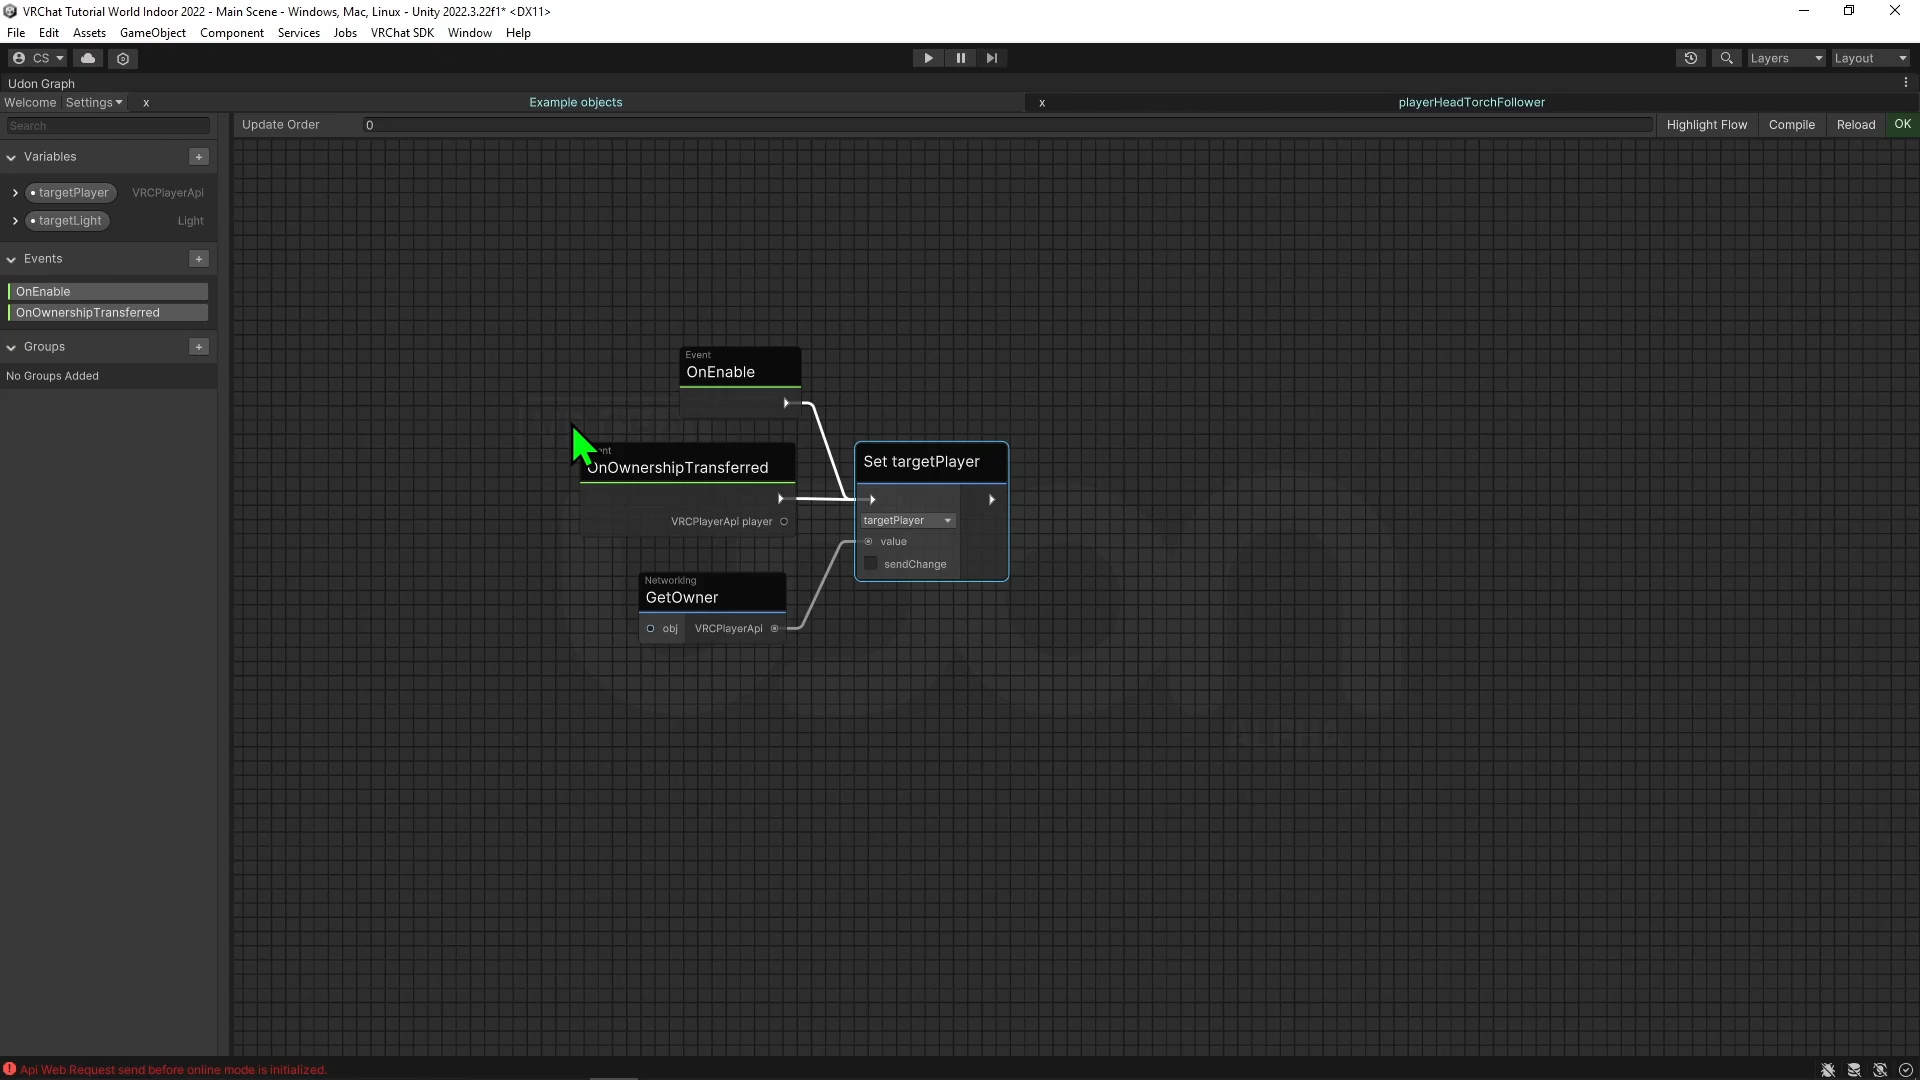 VRChat Tutorial World Indoor 2022 - Main Scene - Windows, Mac, Linux - Unity 2022.3.22f1* <DX11>
File Edit Assets GameObject Component Services Jobs VRChat SDK Window Help
CS Layers Layout
Udon Graph
Welcome Settings x Example objects x playerHeadTorchFollower
Search
Update Order 0 Highlight Flow Compile Reload OK
Variables +
targetPlayer VRCPlayerApi
targetLight Light
Events +
OnEnable
OnOwnershipTransferred
Groups +
No Groups Added
Event
OnEnable
OnOwnershipTransferred
VRCPlayerApi player
Set targetPlayer
targetPlayer
value
sendChange
Networking
GetOwner
obj VRCPlayerApi
Api Web Request send before online mode is initialized.